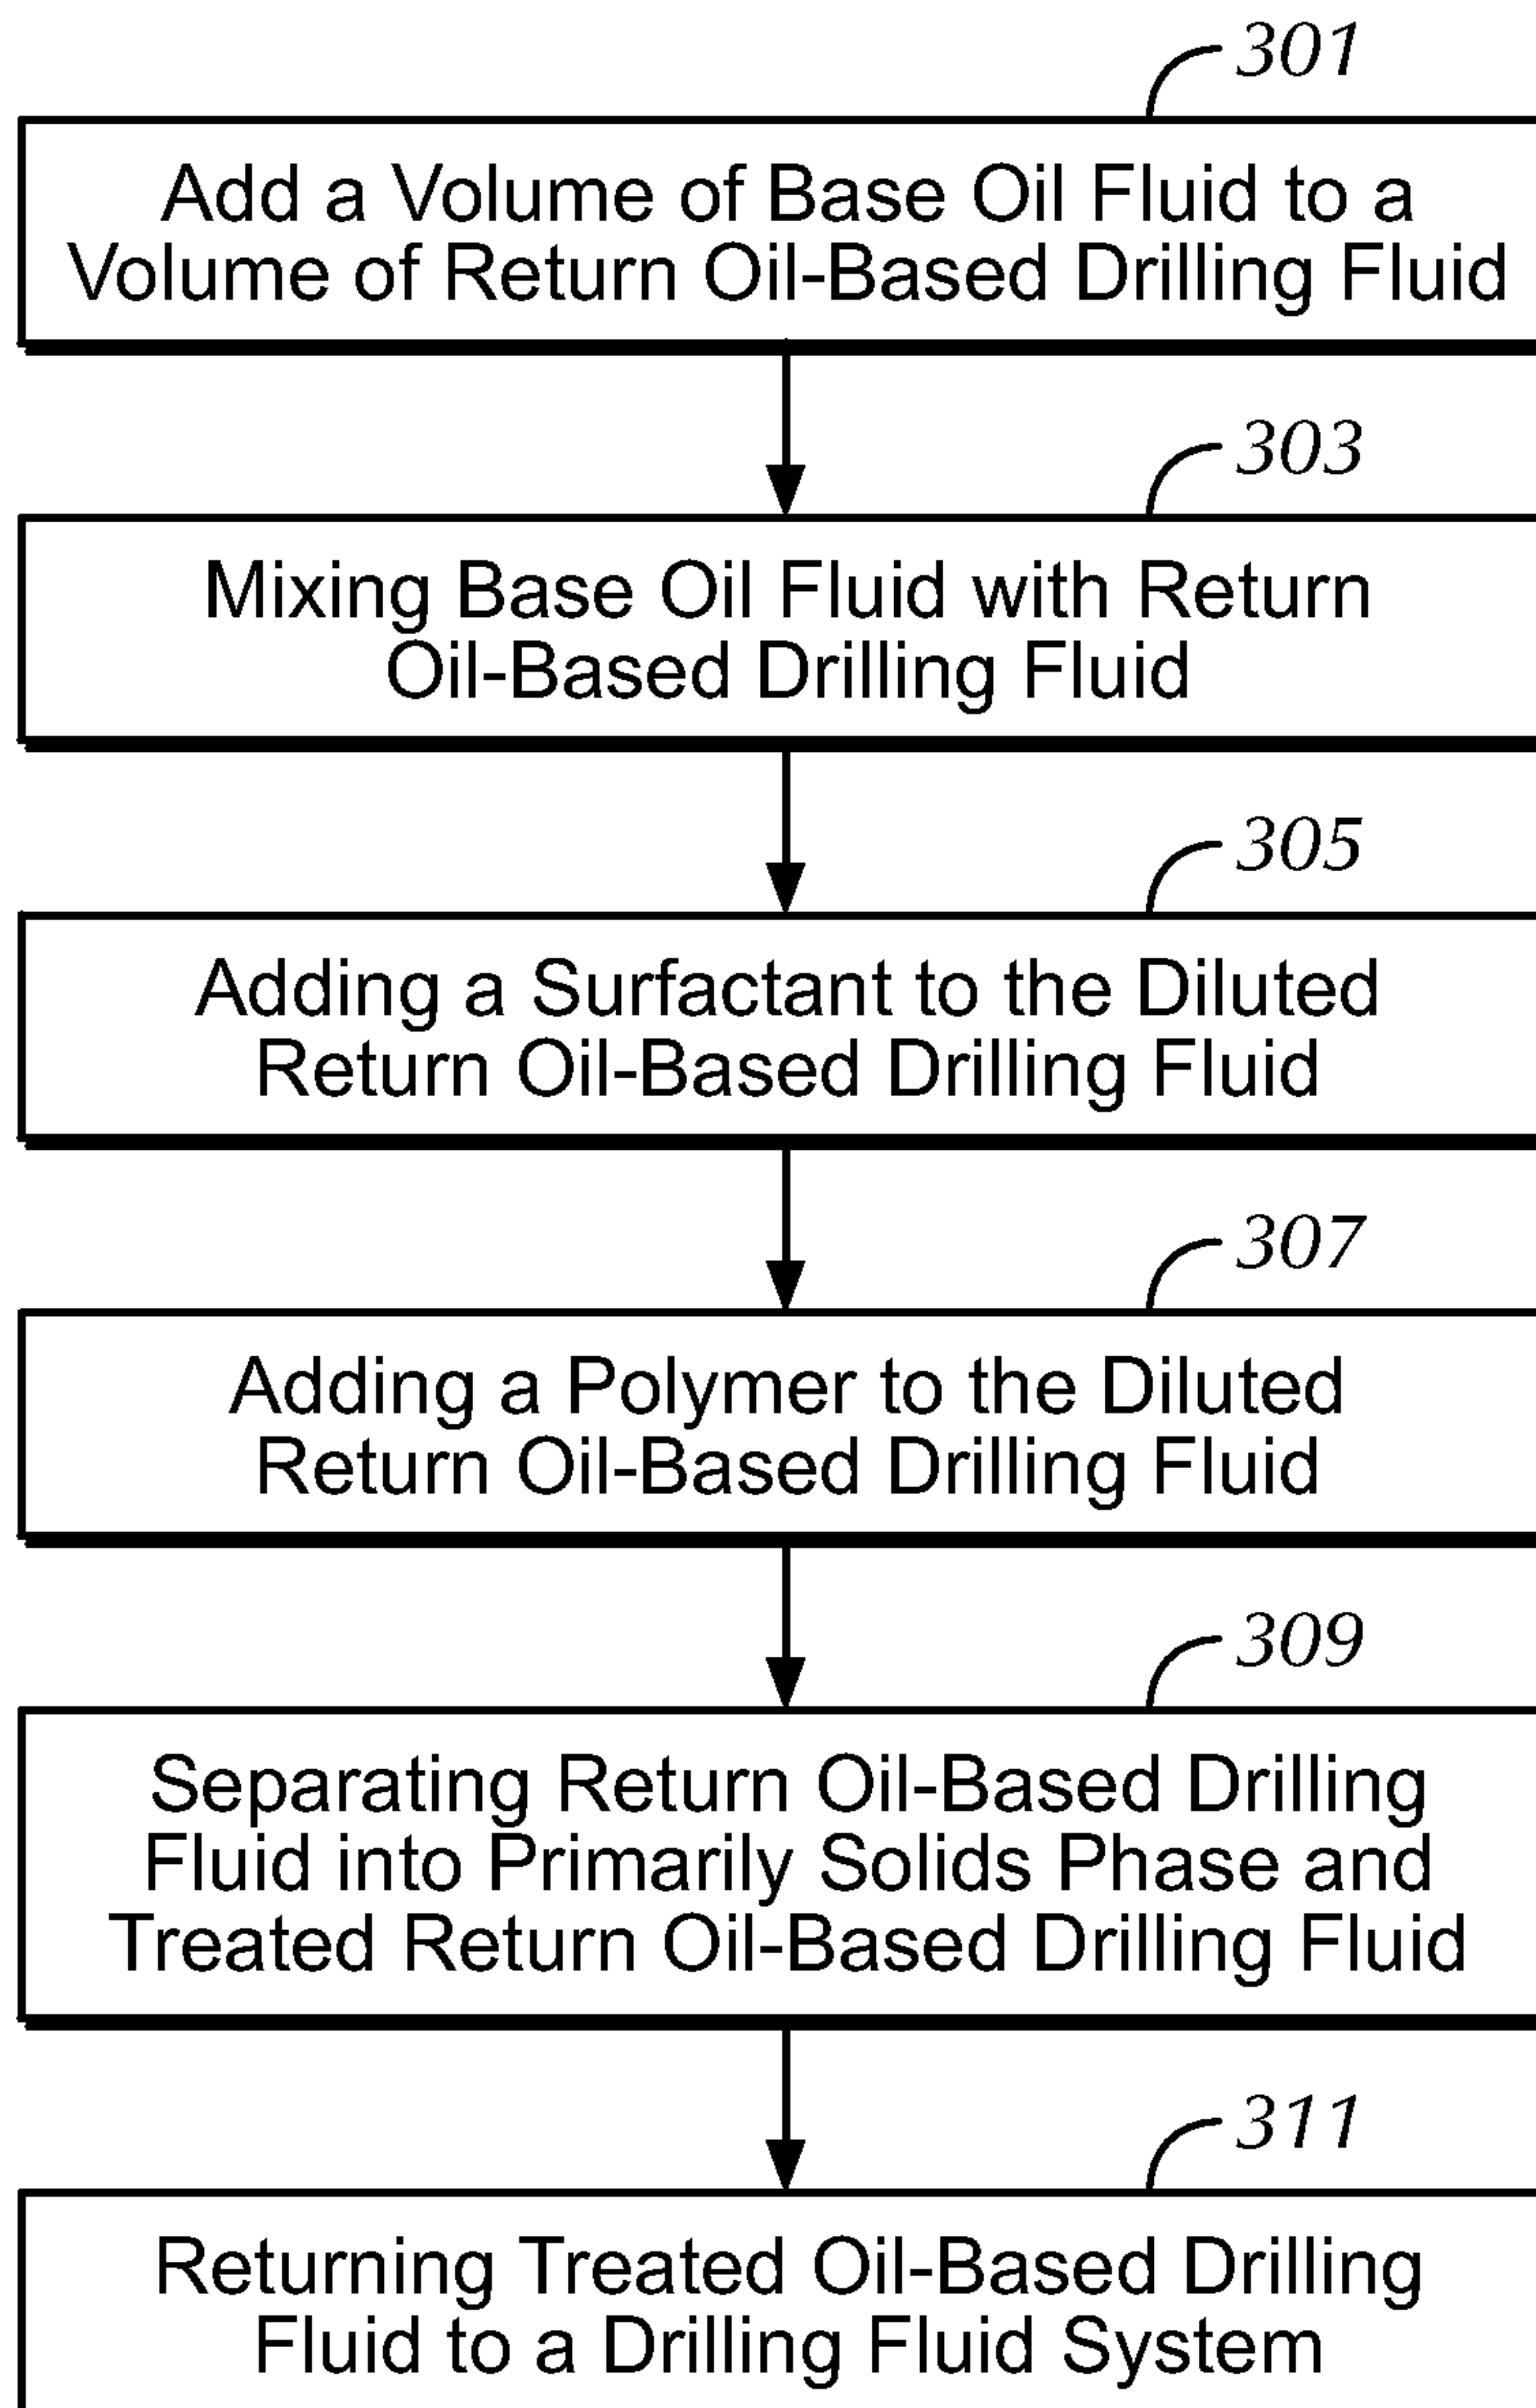 301
Add a Volume of Base Oil Fluid to a
Volume of Return Oil-Based Drilling Fluid
303
Mixing Base Oil Fluid with Return
Oil-Based Drilling Fluid
305
Adding a Surfactant to the Diluted
Return Oil-Based Drilling Fluid
307
Adding a Polymer to the Diluted
Return Oil-Based Drilling Fluid
309
Separating Return Oil-Based Drilling
Fluid into Primarily Solids Phase and
Treated Return Oil-Based Drilling Fluid
311
Returning Treated Oil-Based Drilling
Fluid to a Drilling Fluid System